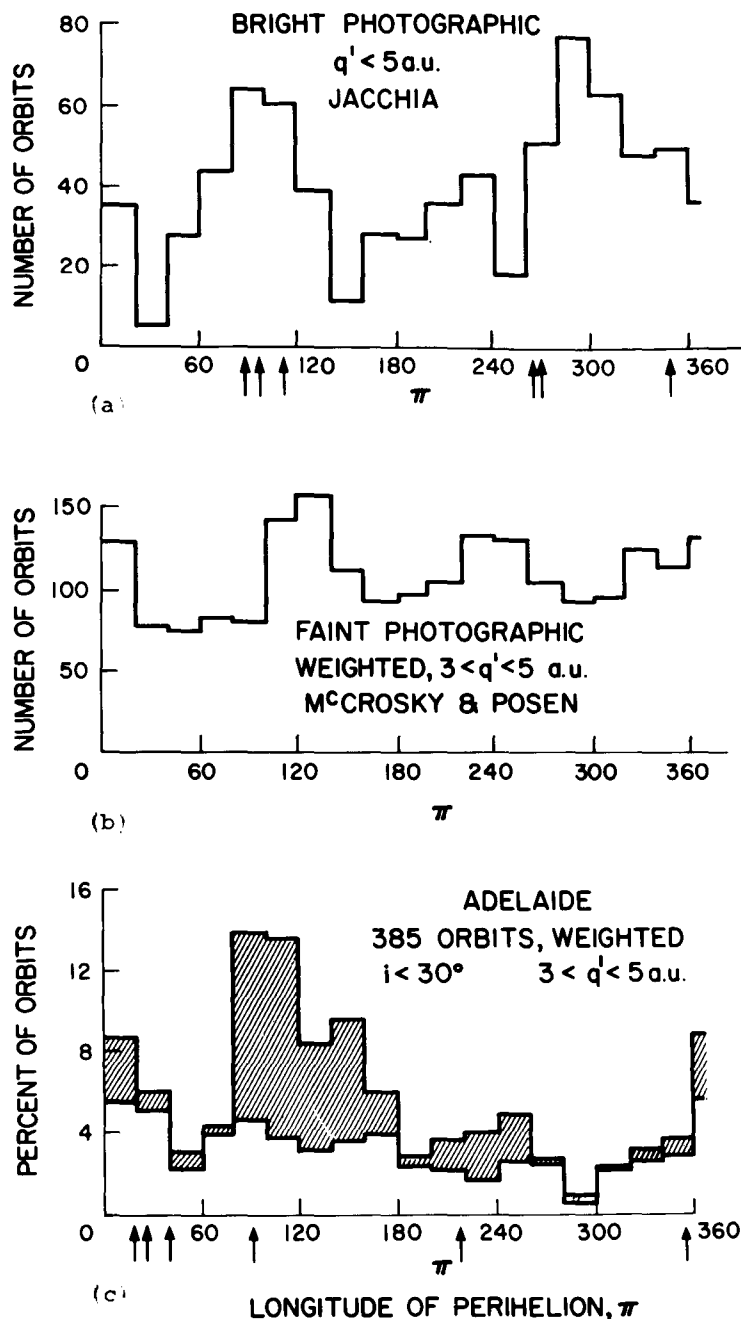 BRIGHT PHOTOGRAPHIC
q' < 5 a.u.
JACCHIA
NUMBER OF ORBITS
80
60
40
20
0
60
120
180
240
300
360
π
(a)
NUMBER OF ORBITS
150
100
50
0
FAINT PHOTOGRAPHIC
WEIGHTED, 3 < q' < 5 a.u.
McCROSKY & POSEN
60
120
180
240
300
360
π
(b)
PERCENT OF ORBITS
16
12
8
4
0
ADELAIDE
385 ORBITS, WEIGHTED
i < 30° 3 < q' < 5 a.u.
60
120
180
240
300
360
π
(c)
LONGITUDE OF PERIHELION, π